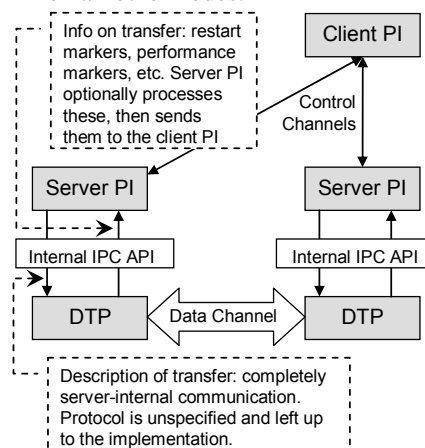 Info on transfer: restart
markers, performance
markers, etc. Server PI
optionally processes
these, then sends
them to the client PI
Client PI
Control
Channels
Server PI
Server PI
Internal IPC API
Internal IPC API
DTP
Data Channel
DTP
Description of transfer: completely
server-internal communication.
Protocol is unspecified and left up
to the implementation.